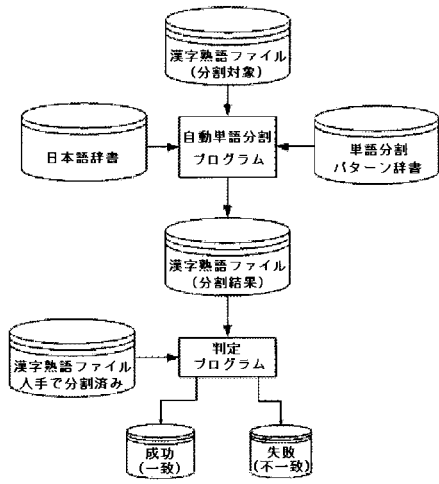 漢字熟語ファイル
(分割対象)
日本語辞書
自動単語分割
プログラム
単語分割
パターン辞書
漢字熟語ファイル
(分割結果)
漢字熟語ファイル
人手で分割済み
判定
プログラム
成功
(一致)
失敗
(不一致)